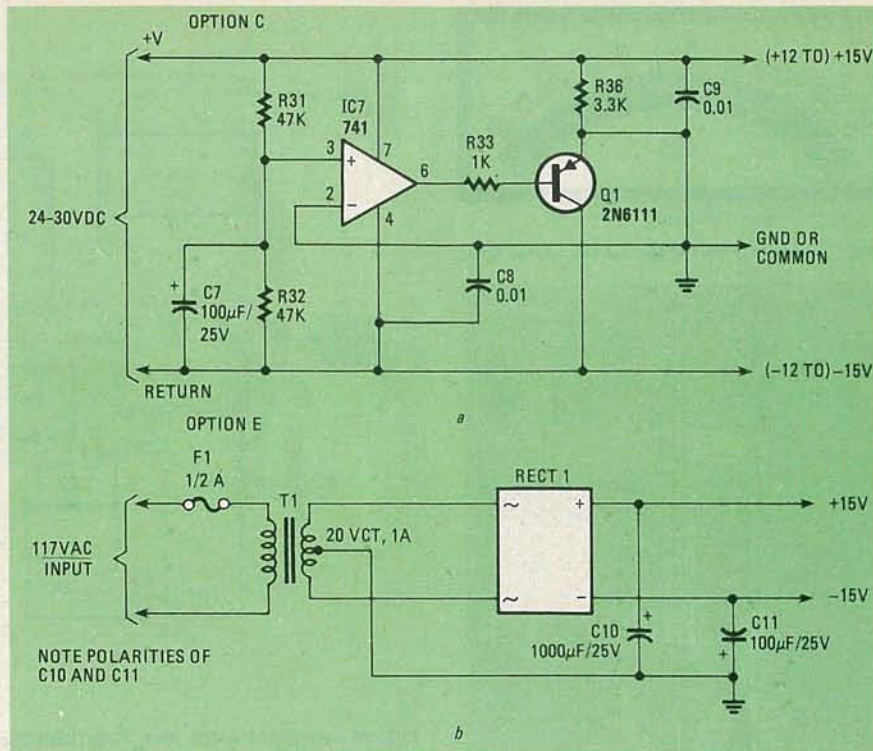 OPTION C
+V
(+12 TO) +15V
R31
47K
IC7
741
R36
3.3K
C9
0.01
3
+
7
6
R33
1K
2
−
4
Q1
2N6111
24–30VDC
GND OR
COMMON
+
C7
100µF/
25V
R32
47K
C8
0.01
RETURN
(−12 TO) −15V
a
OPTION E
F1
1/2 A
T1
RECT 1
20 VCT, 1A
~
+
+15V
117VAC
INPUT
~
−
−15V
C10
1000µF/25V
+
C11
100µF/25V
+
NOTE POLARITIES OF
C10 AND C11
b